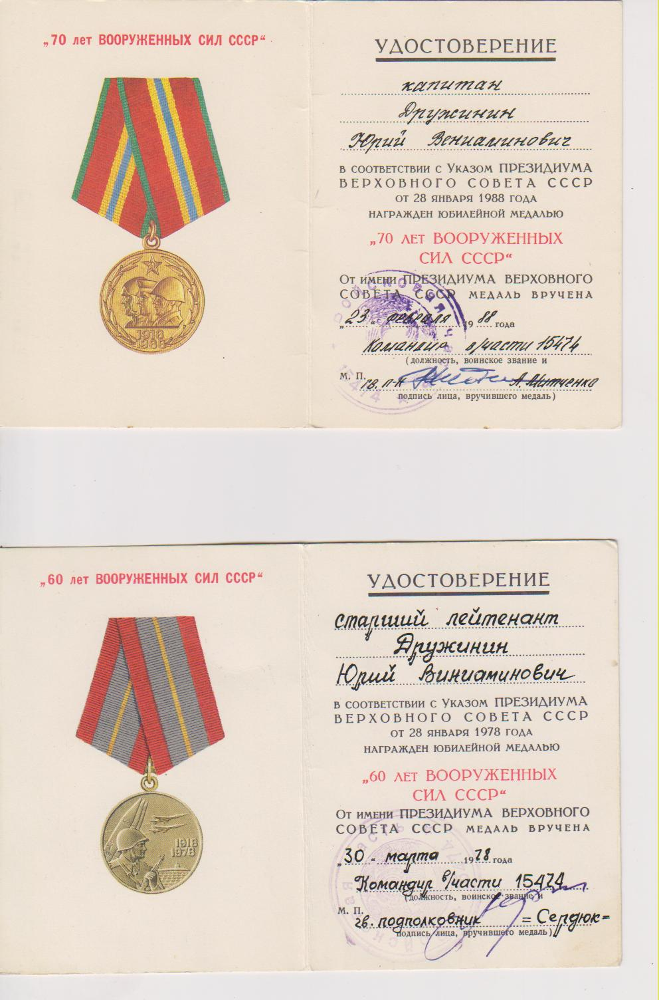 „70 лет ВООРУЖЕННЫХ СИЛ СССР“
1918
1988
УДОСТОВЕРЕНИЕ
капитан
Дружинин
Юрий Вениаминович
в соответствии с Указом ПРЕЗИДИУМА
ВЕРХОВНОГО СОВЕТА СССР
от 28 января 1988 года
награжден юбилейной медалью
„70 лет ВООРУЖЕННЫХ
СИЛ СССР“
От имени ПРЕЗИДИУМА ВЕРХОВНОГО
СОВЕТА СССР медаль вручена
„23“ февраля 1988 года
Командир в/части 15474
(должность, воинское звание и
М. П. гв. п-к А. Митченко
подпись лица, вручившего медаль)
„60 лет ВООРУЖЕННЫХ СИЛ СССР“
1918
1978
УДОСТОВЕРЕНИЕ
старший лейтенант
Дружинин
Юрий Виниаминович
в соответствии с Указом ПРЕЗИДИУМА
ВЕРХОВНОГО СОВЕТА СССР
от 28 января 1978 года
награжден юбилейной медалью
„60 лет ВООРУЖЕННЫХ
СИЛ СССР“
От имени ПРЕЗИДИУМА ВЕРХОВНОГО
СОВЕТА СССР медаль вручена
„30“ марта 1978 года
Командир в/части 15474
(должность, воинское звание и
М. П. гв. подполковник =Сердюк=
подпись лица, вручившего медаль)